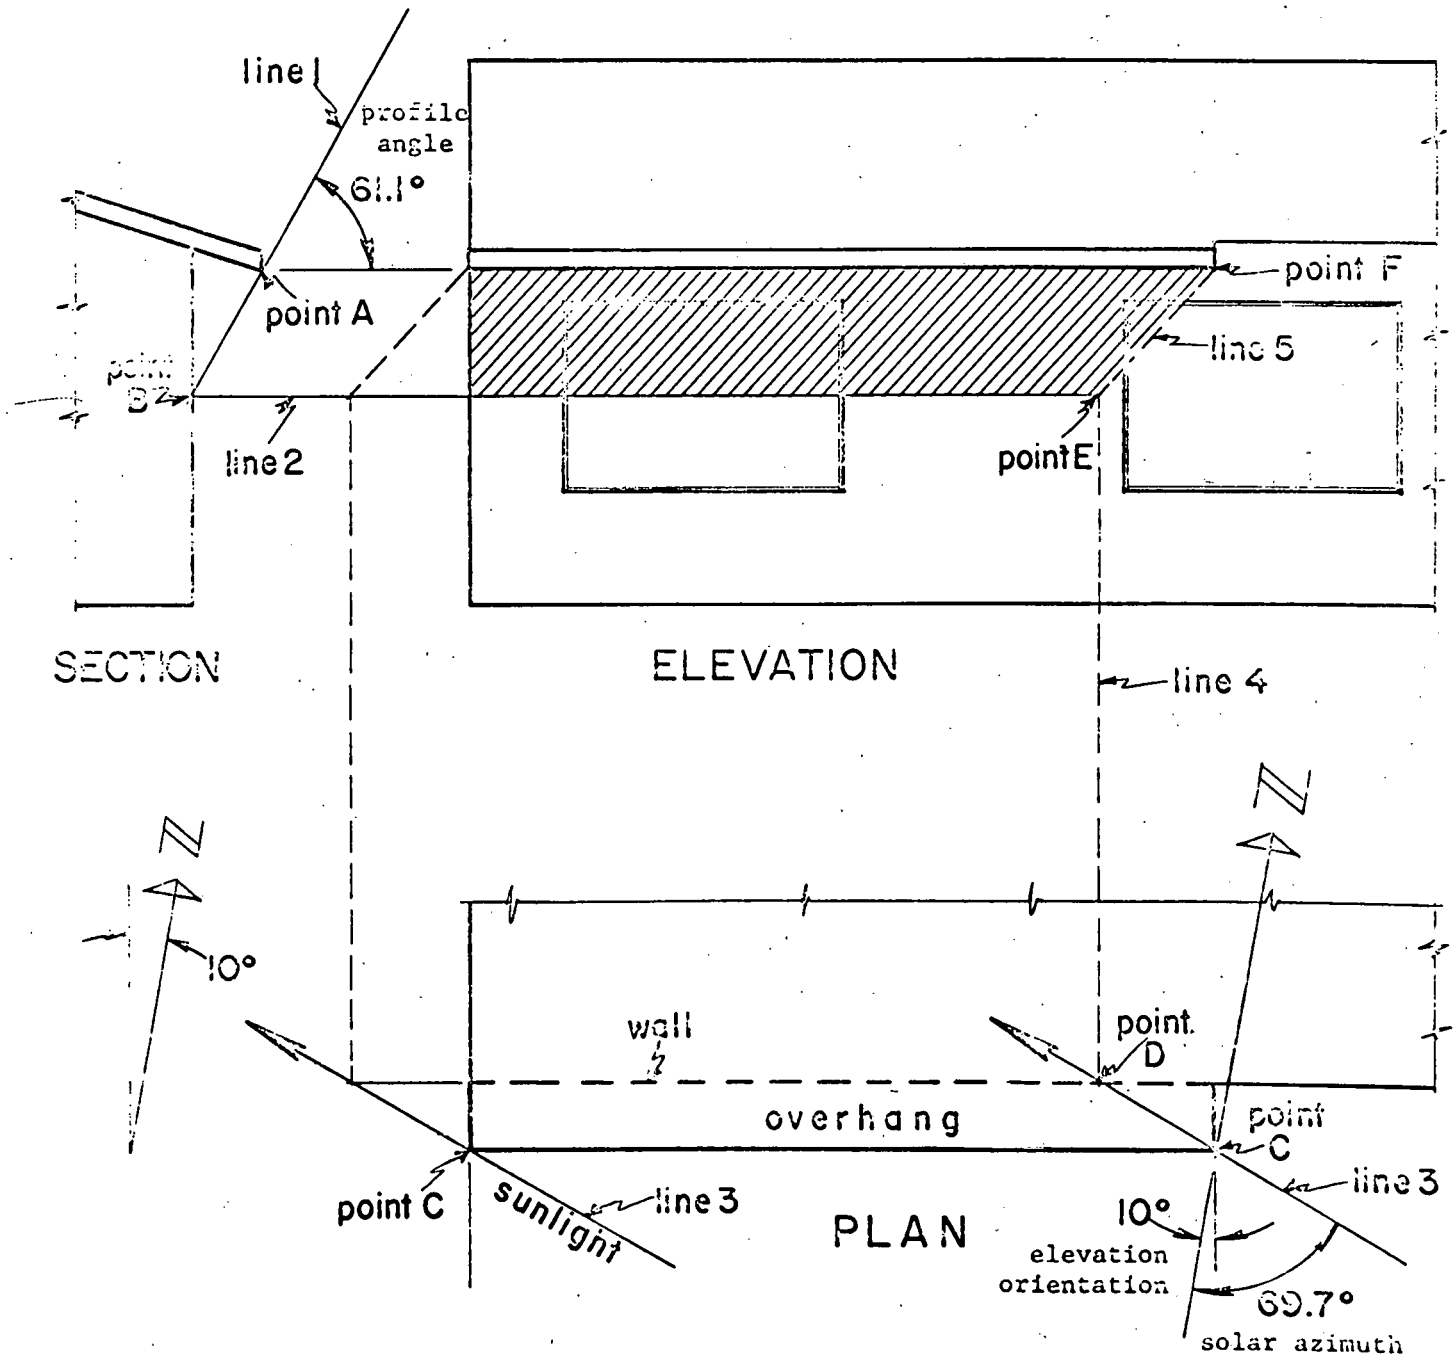 line 1
profile
angle
61.1°
point A
point
B
line 2
point F
line 5
point E
SECTION
ELEVATION
line 4
N
N
10°
wall
point
D
overhang
point
C
point C
sunlight
line 3
PLAN
line 3
10°
elevation
orientation
69.7°
solar azimuth